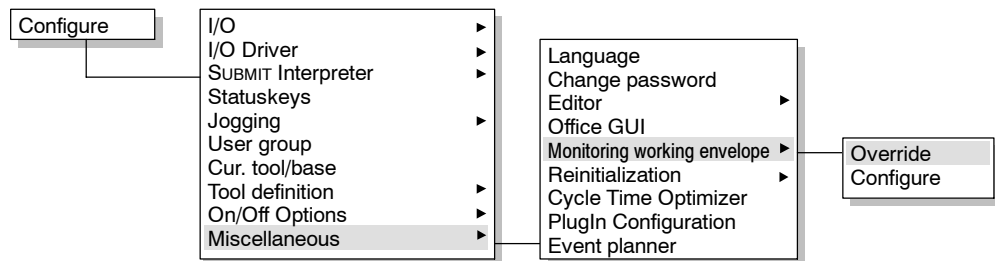 Configure
I/O
I/O Driver
SUBMIT Interpreter
Statuskeys
Jogging
User group
Cur. tool/base
Tool definition
On/Off Options
Miscellaneous
Language
Change password
Editor
Office GUI
Monitoring working envelope
Reinitialization
Cycle Time Optimizer
PlugIn Configuration
Event planner
Override
Configure